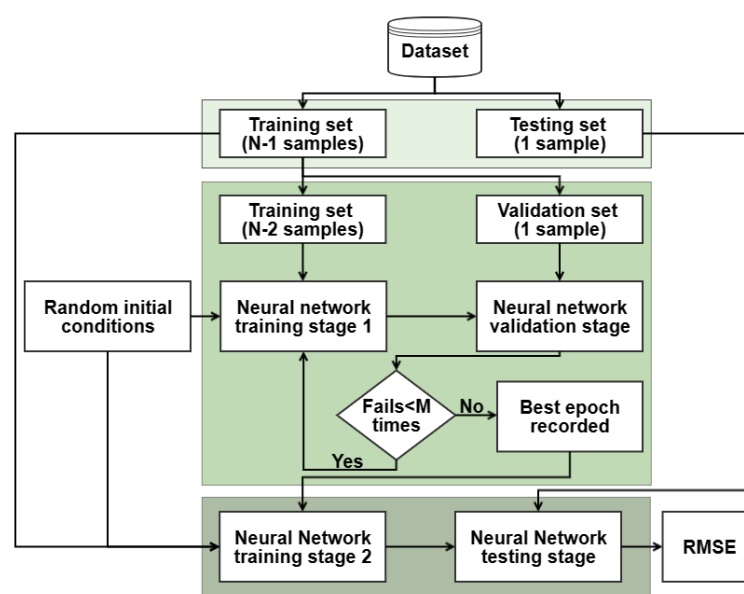 Dataset
Training set
(N-1 samples)
Testing set
(1 sample)
Training set
(N-2 samples)
Validation set
(1 sample)
Random initial
conditions
Neural network
training stage 1
Neural network
validation stage
Fails<M
times
No
Best epoch
recorded
Yes
Neural Network
training stage 2
Neural Network
testing stage
RMSE